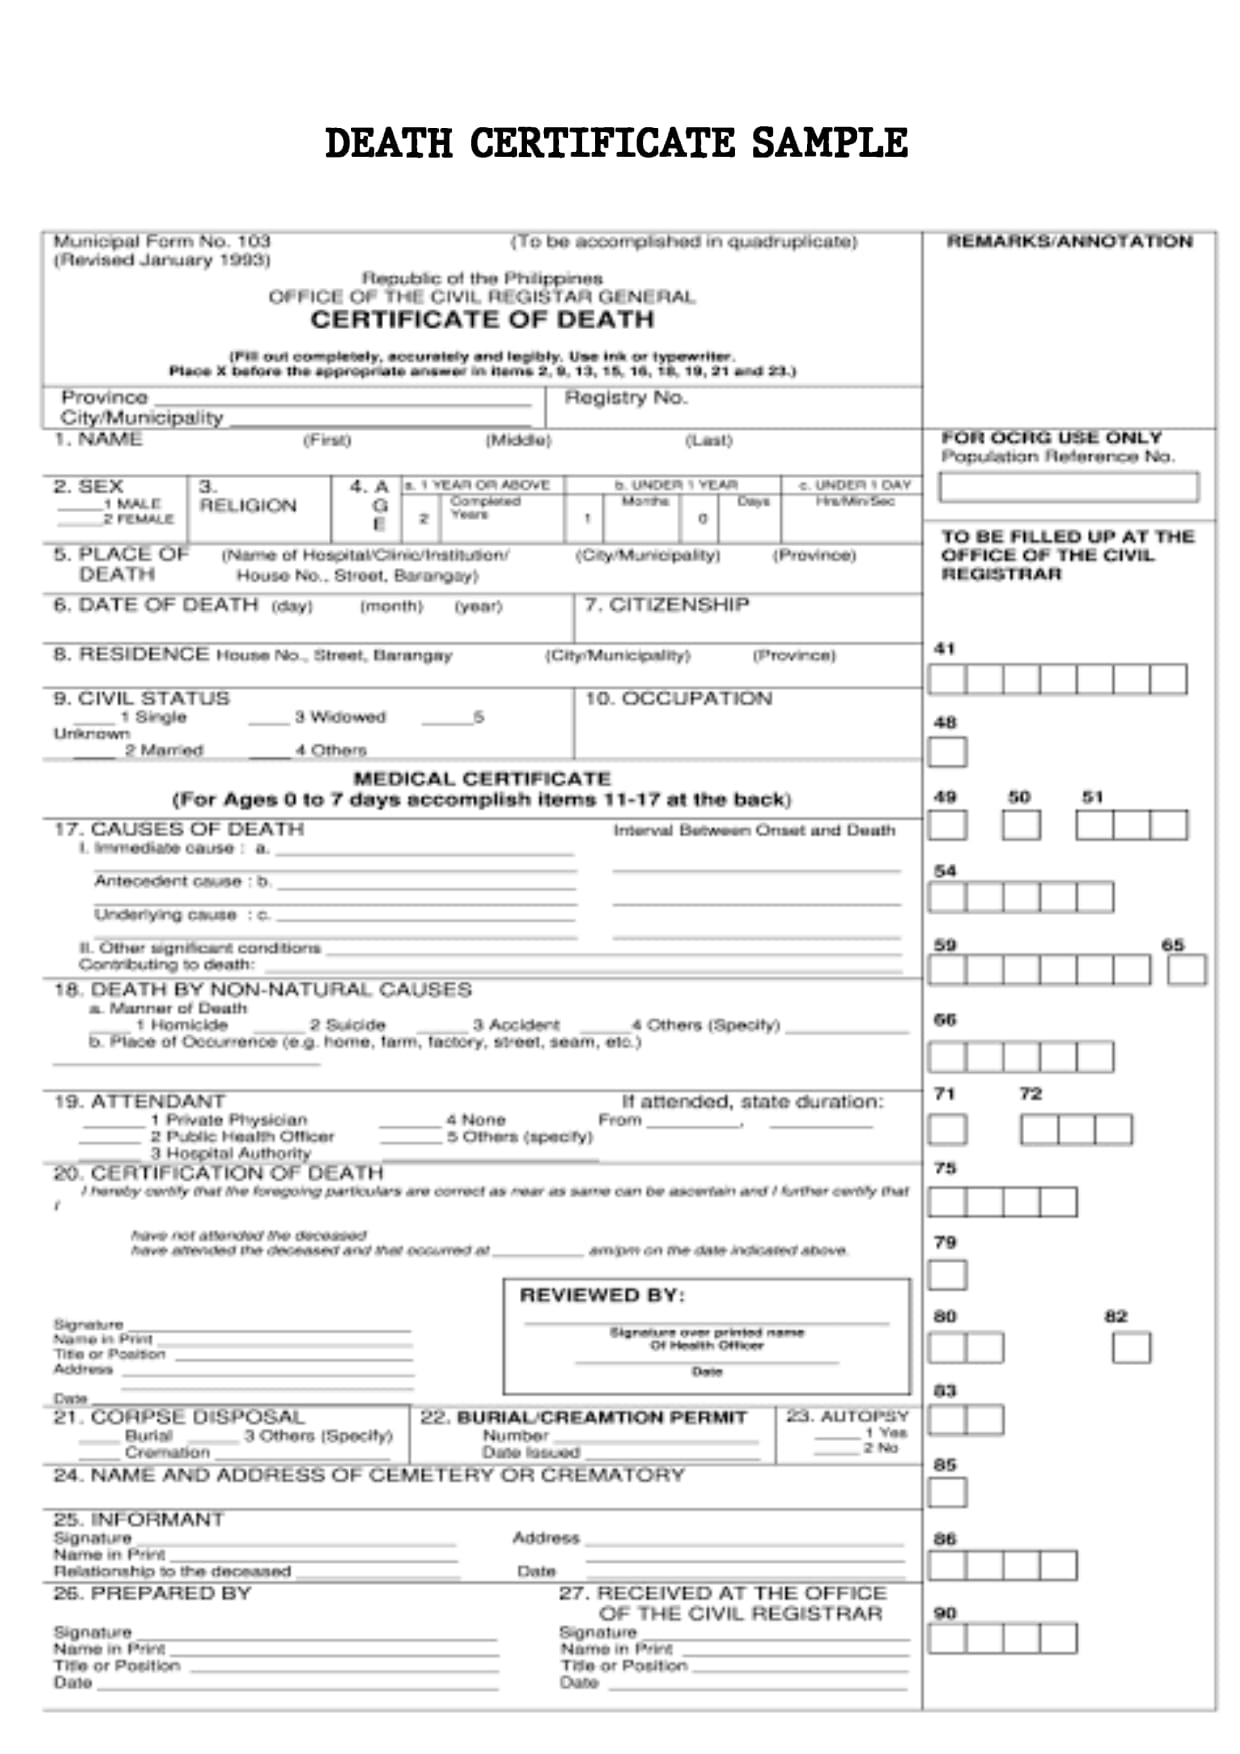 DEATH CERTIFICATE SAMPLE
Municipal Form No. 103 (To be accomplished in quadruplicate)
(Revised January 1993)
Republic of the Philippines
OFFICE OF THE CIVIL REGISTRAR GENERAL
CERTIFICATE OF DEATH
(Fill out completely, accurately and legibly. Use ink or typewriter.
Place X before the appropriate answer in items 2, 9, 13, 15, 16, 18, 19, 21 and 23.)
Province
City/Municipality
Registry No.
1. NAME (First) (Middle) (Last)
2. SEX
1 MALE
2 FEMALE
3.
RELIGION
4. A
G
E
a. 1 YEAR OR ABOVE
2 Completed
Years
b. UNDER 1 YEAR
1 Months
0 Days
c. UNDER 1 DAY
Hrs/Min/Sec
5. PLACE OF (Name of Hospital/Clinic/Institution/ (City/Municipality) (Province)
DEATH House No., Street, Barangay)
6. DATE OF DEATH (day) (month) (year)
7. CITIZENSHIP
8. RESIDENCE House No., Street, Barangay (City/Municipality) (Province)
9. CIVIL STATUS
1 Single 3 Widowed 5
Unknown
2 Married 4 Others
10. OCCUPATION
MEDICAL CERTIFICATE
(For Ages 0 to 7 days accomplish items 11-17 at the back)
17. CAUSES OF DEATH Interval Between Onset and Death
I. Immediate cause : a.
Antecedent cause : b.
Underlying cause : c.
II. Other significant conditions
Contributing to death:
18. DEATH BY NON-NATURAL CAUSES
a. Manner of Death
1 Homicide 2 Suicide 3 Accident 4 Others (Specify)
b. Place of Occurrence (e.g. home, farm, factory, street, seam, etc.)
19. ATTENDANT If attended, state duration:
1 Private Physician 4 None From ,
2 Public Health Officer 5 Others (specify)
3 Hospital Authority
20. CERTIFICATION OF DEATH
I hereby certify that the foregoing particulars are correct as near as same can be ascertain and I further certify that
I
have not attended the deceased
have attended the deceased and that occurred at am/pm on the date indicated above.
Signature
Name in Print
Title or Position
Address
Date
REVIEWED BY:
Signature over printed name
Of Health Officer
Date
21. CORPSE DISPOSAL
Burial 3 Others (Specify)
Cremation
22. BURIAL/CREAMTION PERMIT
Number
Date Issued
23. AUTOPSY
1 Yes
2 No
24. NAME AND ADDRESS OF CEMETERY OR CREMATORY
25. INFORMANT
Signature Address
Name in Print
Relationship to the deceased Date
26. PREPARED BY
Signature
Name in Print
Title or Position
Date
27. RECEIVED AT THE OFFICE
OF THE CIVIL REGISTRAR
Signature
Name in Print
Title or Position
Date
REMARKS/ANNOTATION
FOR OCRG USE ONLY
Population Reference No.
TO BE FILLED UP AT THE
OFFICE OF THE CIVIL
REGISTRAR
41
48
49 50 51
54
59 65
66
71 72
75
79
80 82
83
85
86
90